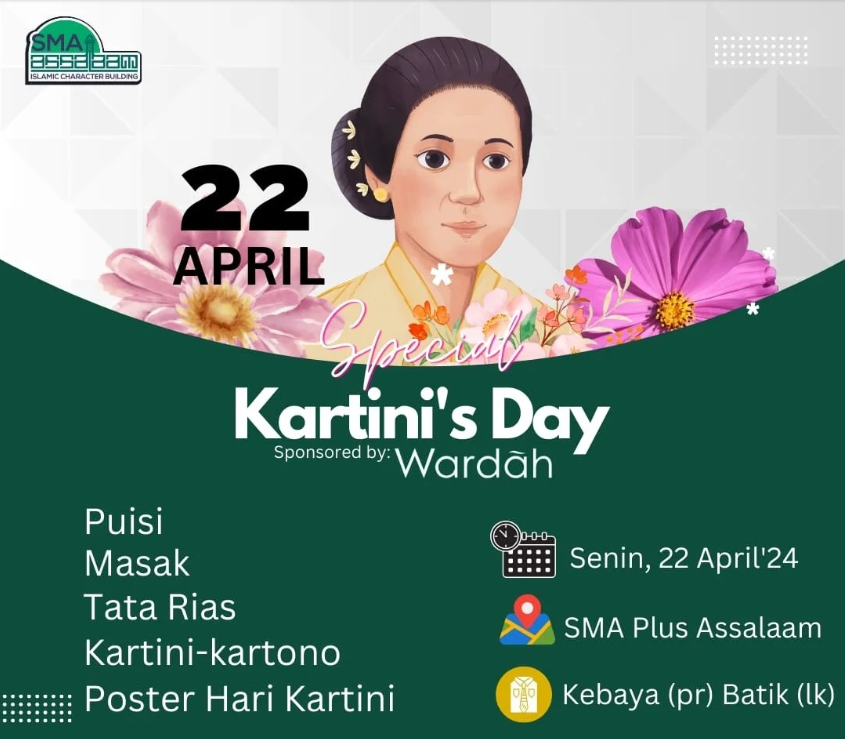 SMA
assalaam
ISLAMIC CHARACTER BUILDING
22
APRIL
Special
Kartini's Day
Sponsored by: Wardāh
Puisi
Masak
Tata Rias
Kartini-kartono
Poster Hari Kartini
Senin, 22 April'24
SMA Plus Assalaam
Kebaya (pr) Batik (lk)